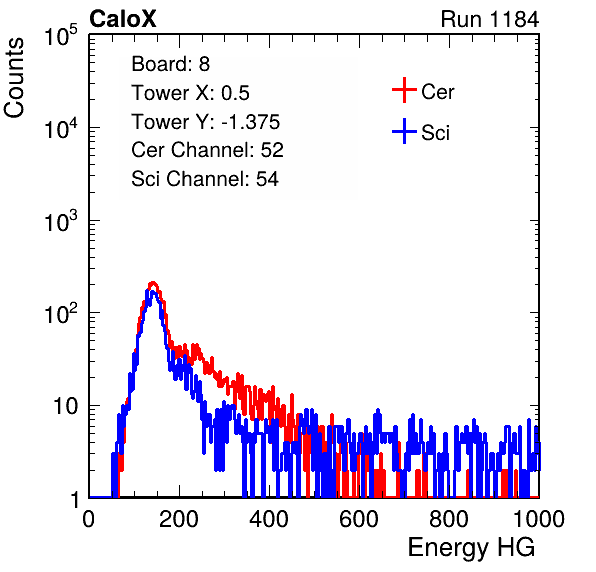 CaloX Run 1184
Counts
Board: 8
Tower X: 0.5
Tower Y: -1.375
Cer Channel: 52
Sci Channel: 54
Cer
Sci
10^5
10^4
10^3
10^2
10
1
0 200 400 600 800 1000
Energy HG